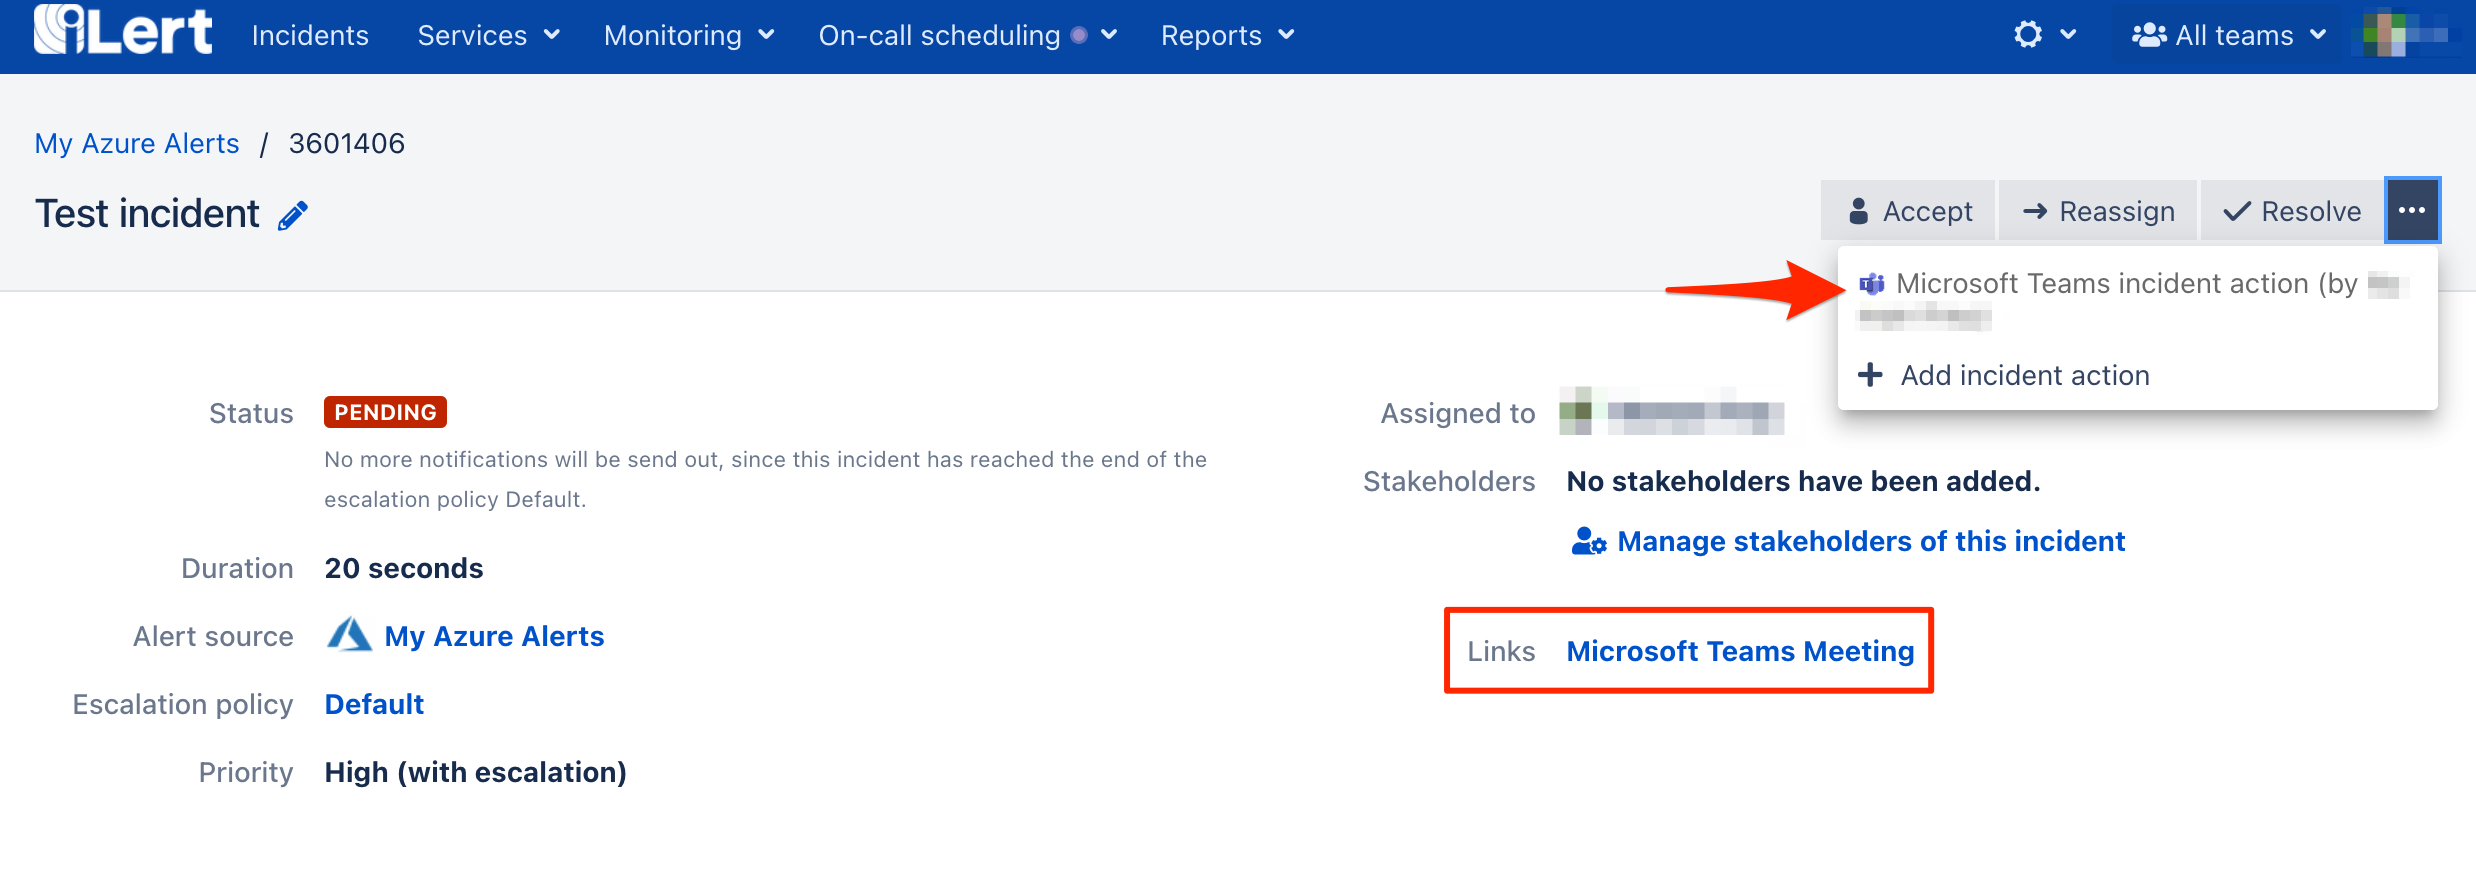 iLert Incidents Services Monitoring On-call scheduling Reports All teams
My Azure Alerts / 3601406
Test incident
Accept Reassign Resolve ...
Microsoft Teams incident action (by
Add incident action
Status PENDING
No more notifications will be send out, since this incident has reached the end of the
escalation policy Default.
Duration 20 seconds
Alert source My Azure Alerts
Escalation policy Default
Priority High (with escalation)
Assigned to
Stakeholders No stakeholders have been added.
Manage stakeholders of this incident
Links Microsoft Teams Meeting